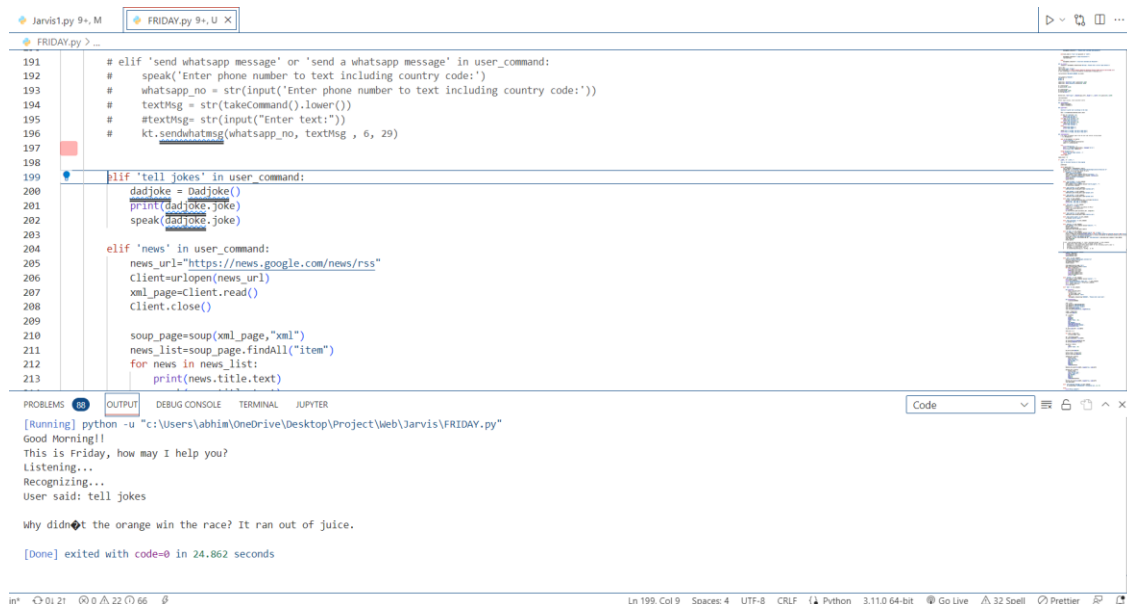 Jarvis1.py 9+, M
FRIDAY.py 9+, U
FRIDAY.py > ...
191 # elif 'send whatsapp message' or 'send a whatsapp message' in user_command:
192 #     speak('Enter phone number to text including country code:')
193 #     whatsapp_no = str(input('Enter phone number to text including country code:'))
194 #     textMsg = str(takeCommand().lower())
195 #     #textMsg= str(input("Enter text:"))
196 #     kt.sendwhatmsg(whatsapp_no, textMsg , 6, 29)
197
198
199 elif 'tell jokes' in user_command:
200     dadjoke = Dadjoke()
201     print(dadjoke.joke)
202     speak(dadjoke.joke)
203
204 elif 'news' in user_command:
205     news_url="https://news.google.com/news/rss"
206     Client=urlopen(news_url)
207     xml_page=Client.read()
208     Client.close()
209
210     soup_page=soup(xml_page,"xml")
211     news_list=soup_page.findAll("item")
212     for news in news_list:
213         print(news.title.text)
PROBLEMS 88 OUTPUT DEBUG CONSOLE TERMINAL JUPYTER Code
[Running] python -u "c:\Users\abhim\OneDrive\Desktop\Project\Web\Jarvis\FRIDAY.py"
Good Morning!!
This is Friday, how may I help you?
Listening...
Recognizing...
User said: tell jokes
Why didn�t the orange win the race? It ran out of juice.
[Done] exited with code=0 in 24.862 seconds
in* 0↓ 2↑ 0 22 66 Ln 199, Col 9 Spaces: 4 UTF-8 CRLF Python 3.11.0 64-bit Go Live 32 Spell Prettier